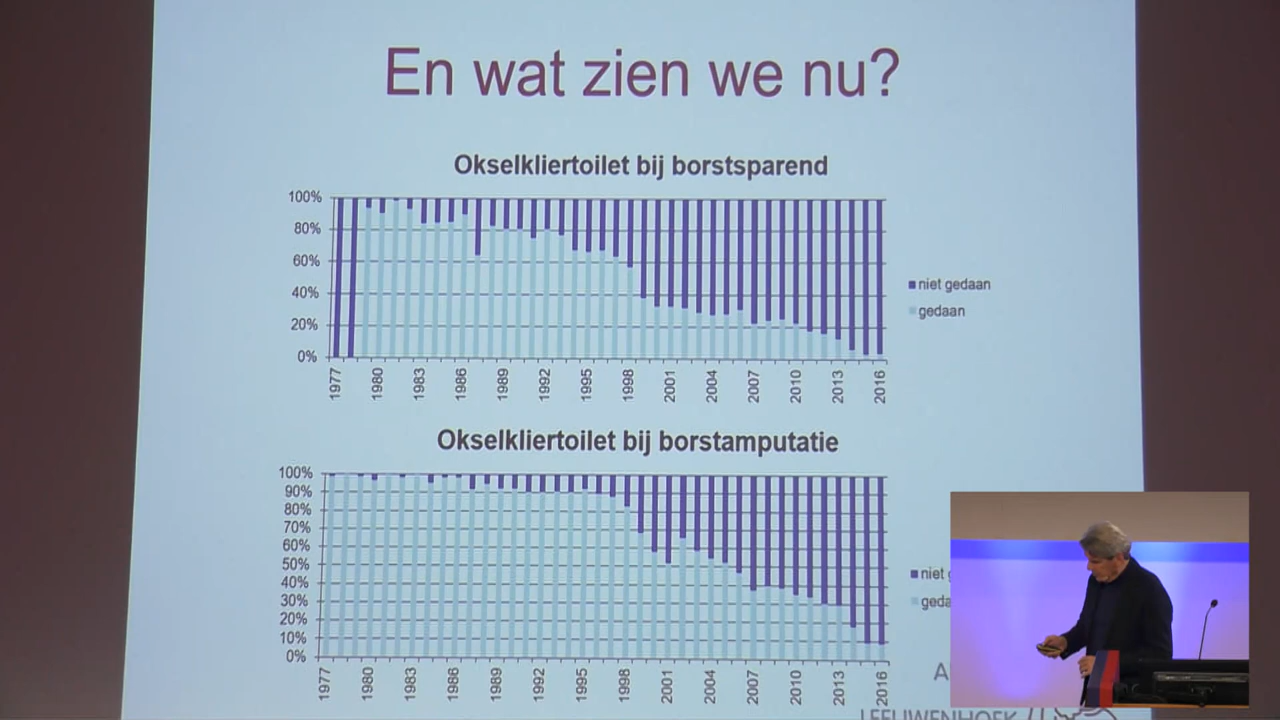 En wat zien we nu?
Okselkliertoilet bij borstsparend
100%
80%
60%
40%
20%
0%
1977 1980 1983 1986 1989 1992 1995 1998 2001 2004 2007 2010 2013 2016
niet gedaan
gedaan
Okselkliertoilet bij borstamputatie
100%
90%
80%
70%
60%
50%
40%
30%
20%
10%
0%
1977 1980 1983 1986 1989 1992 1995 1998 2001 2004 2007 2010 2013 2016
niet
geda
A
LEEUWENHOEK